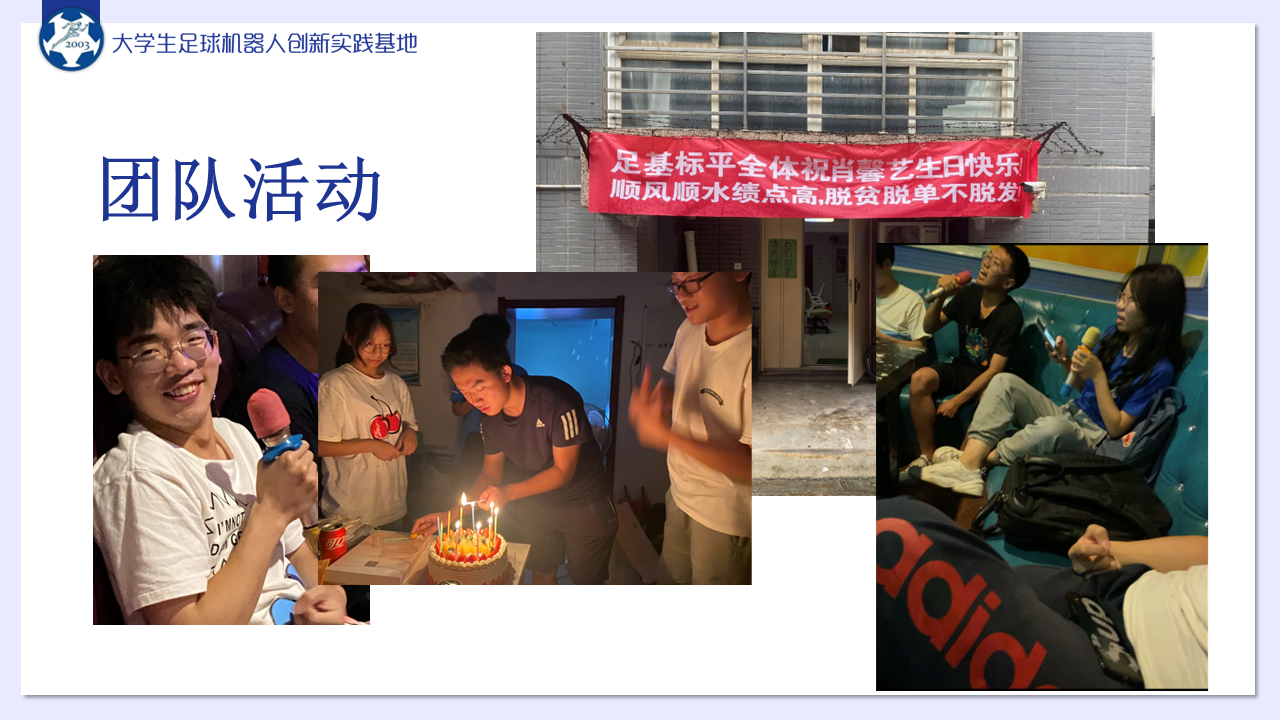 2003
大学生足球机器人创新实践基地
团队活动
足基标平全体祝肖馨艺生日快乐
顺风顺水绩点高,脱贫脱单不脱发
I'M NOT
adidas